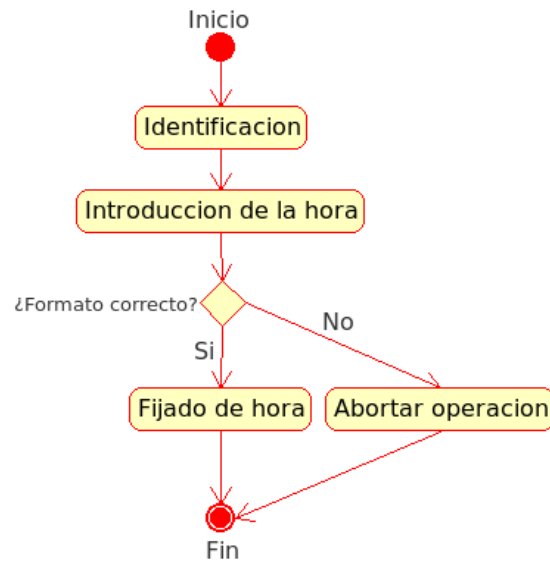 Inicio
Identificacion
Introduccion de la hora
¿Formato correcto?
No
Si
Fijado de hora
Abortar operacion
Fin